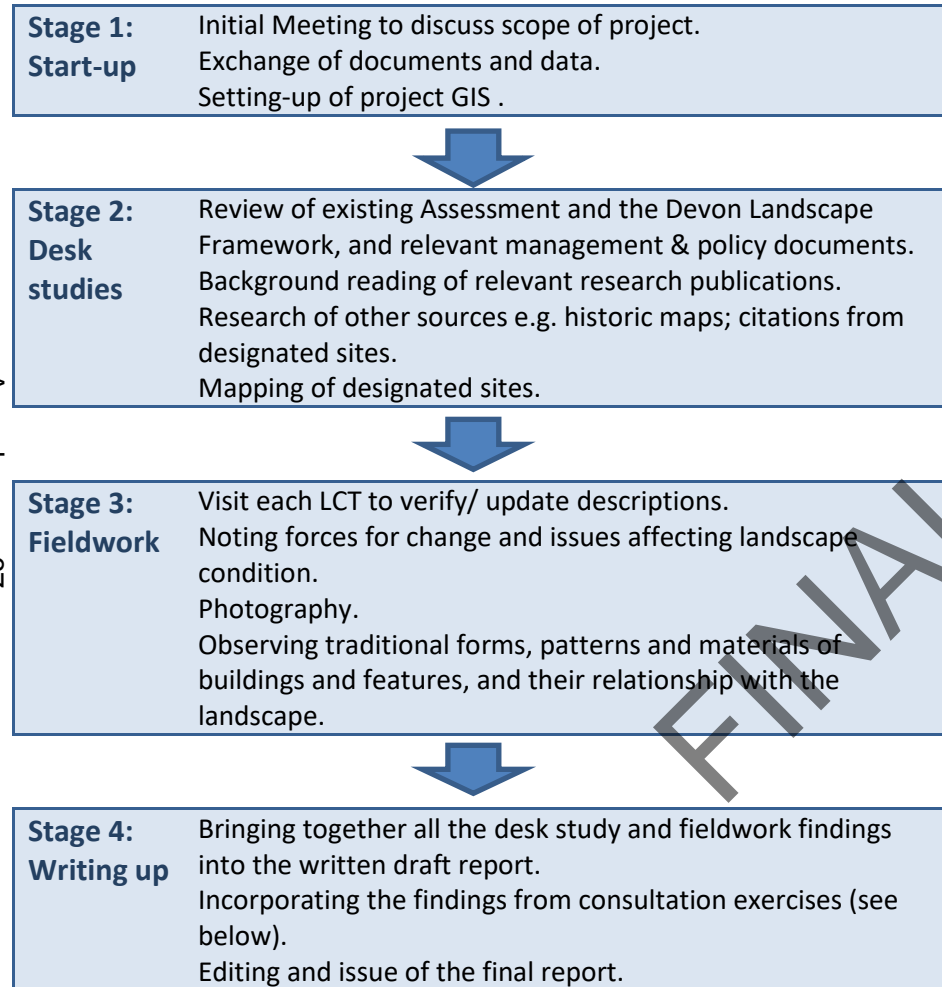 Stage 1:
Start-up
Initial Meeting to discuss scope of project.
Exchange of documents and data.
Setting-up of project GIS .
Stage 2:
Desk
studies
Review of existing Assessment and the Devon Landscape
Framework, and relevant management & policy documents.
Background reading of relevant research publications.
Research of other sources e.g. historic maps; citations from
designated sites.
Mapping of designated sites.
Stage 3:
Fieldwork
Visit each LCT to verify/ update descriptions.
Noting forces for change and issues affecting landscape
condition.
Photography.
Observing traditional forms, patterns and materials of
buildings and features, and their relationship with the
landscape.
Stage 4:
Writing up
Bringing together all the desk study and fieldwork findings
into the written draft report.
Incorporating the findings from consultation exercises (see
below).
Editing and issue of the final report.